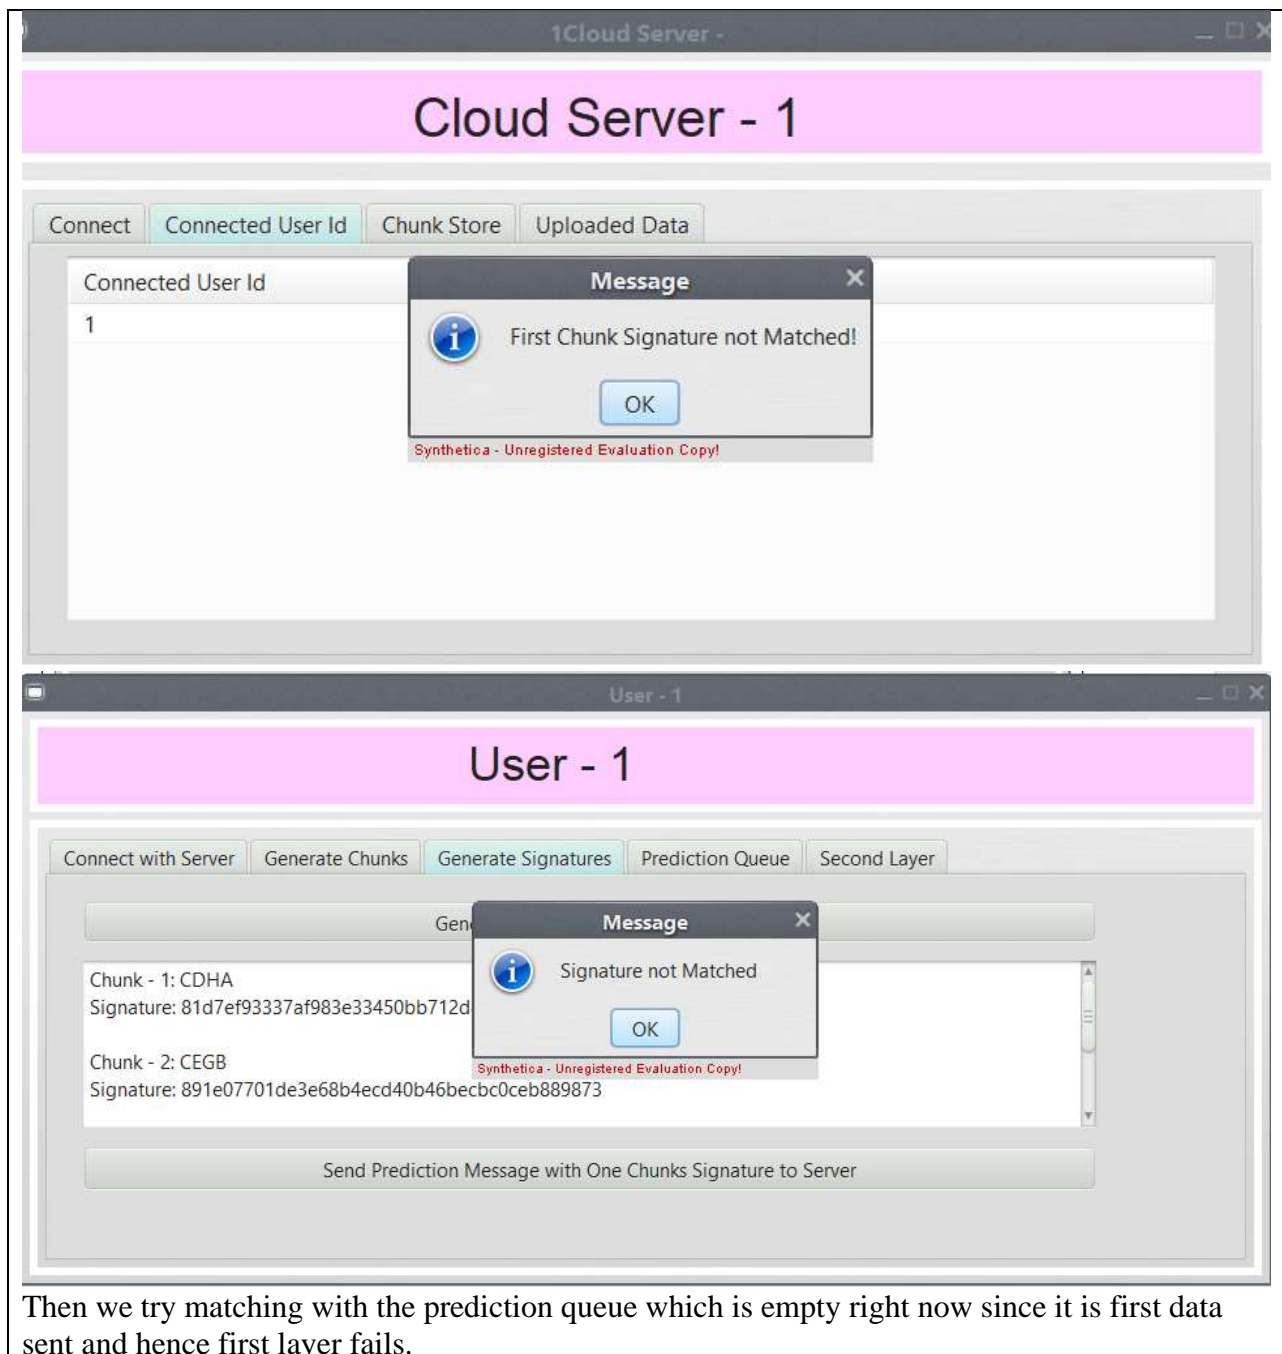 1Cloud Server -
Cloud Server - 1
Connect Connected User Id Chunk Store Uploaded Data
Connected User Id
1
Message
First Chunk Signature not Matched!
OK
Synthetica - Unregistered Evaluation Copy!
User - 1
User - 1
Connect with Server Generate Chunks Generate Signatures Prediction Queue Second Layer
Message
Signature not Matched
OK
Synthetica - Unregistered Evaluation Copy!
Chunk - 1: CDHA
Signature: 81d7ef93337af983e33450bb712d
Chunk - 2: CEGB
Signature: 891e07701de3e68b4ecd40b46becbc0ceb889873
Send Prediction Message with One Chunks Signature to Server
Then we try matching with the prediction queue which is empty right now since it is first data
sent and hence first layer fails.